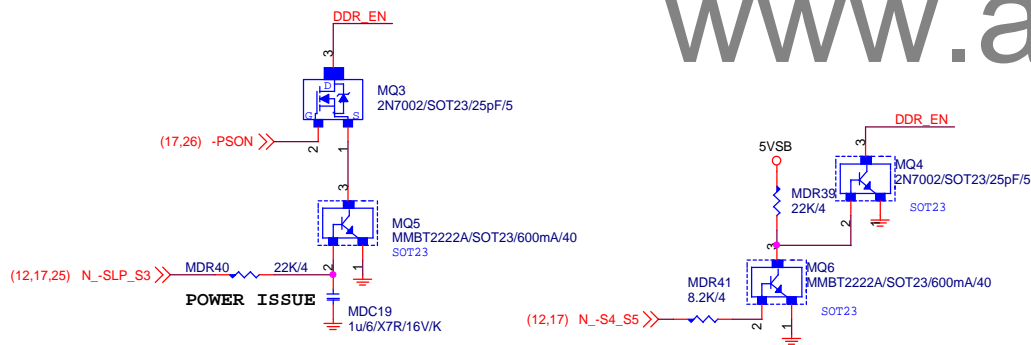 www.a
DDR_EN
3
D
G
S
MQ3
2N7002/SOT23/25pF/5
(17,26) -PSON
2
1
3
MQ5
MMBT2222A/SOT23/600mA/40
SOT23
2
1
(12,17,25) N_-SLP_S3
MDR40
22K/4
POWER ISSUE
MDC19
1u/6/X7R/16V/K
DDR_EN
5VSB
3
MQ4
2N7002/SOT23/25pF/5
SOT23
MDR39
22K/4
2
1
3
MQ6
MMBT2222A/SOT23/600mA/40
SOT23
MDR41
8.2K/4
(12,17) N_-S4_S5
2
1